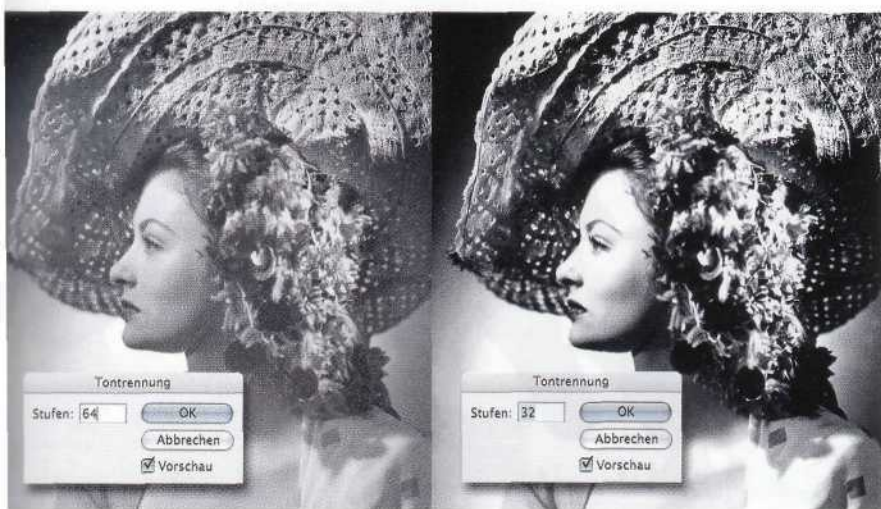 Tontrennung
Stufen: 64
OK
Abbrechen
Vorschau
Tontrennung
Stufen: 32
OK
Abbrechen
Vorschau